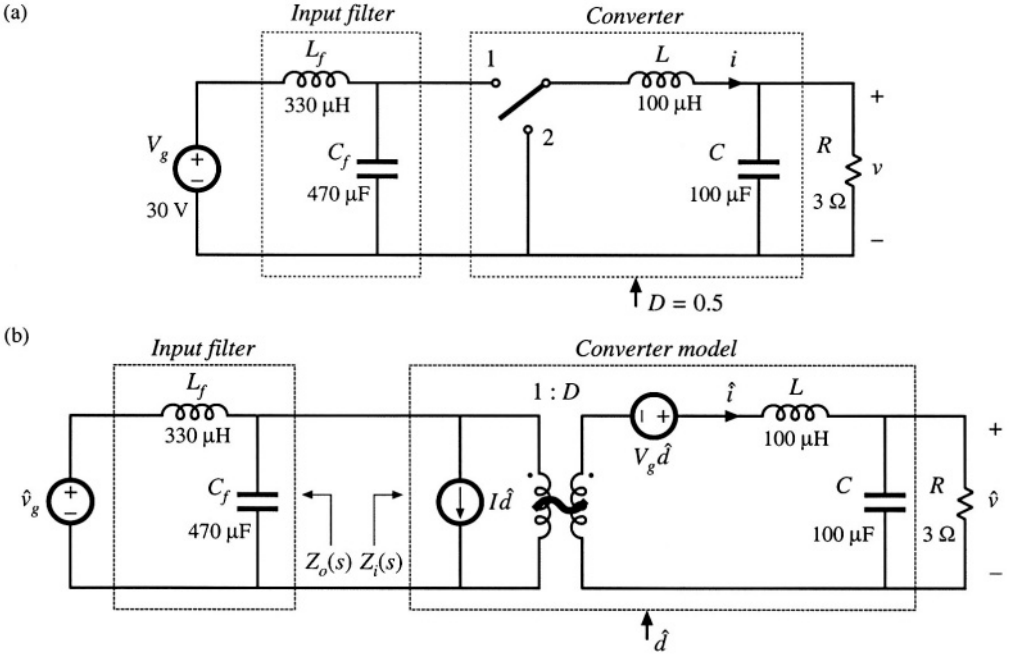 (a)
Input filter
Converter
L_f
330 µH
1
L
i
100 µH
+
V_g
+
−
30 V
C_f
470 µF
2
C
100 µF
R
3 Ω
v
−
D = 0.5
(b)
Input filter
Converter model
L_f
330 µH
1 : D
î
L
+
V_g d̂
100 µH
v̂_g
+
−
C_f
470 µF
Z_o(s) Z_i(s)
I d̂
C
100 µF
R
3 Ω
v̂
+
−
d̂